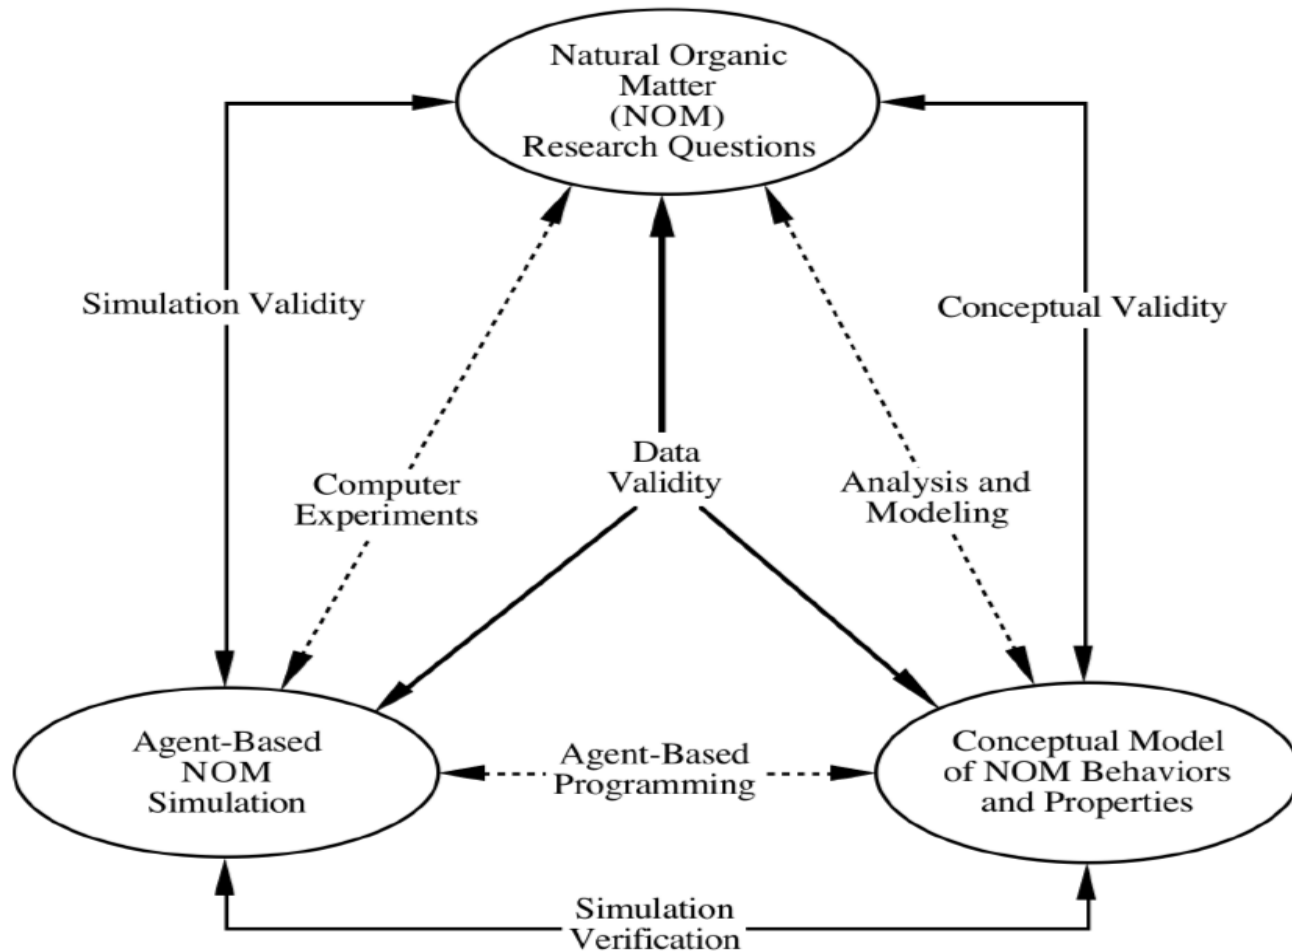 Natural Organic
Matter
(NOM)
Research Questions
Simulation Validity
Conceptual Validity
Data
Validity
Computer
Experiments
Analysis and
Modeling
Agent-Based
NOM
Simulation
Agent-Based
Programming
Conceptual Model
of NOM Behaviors
and Properties
Simulation
Verification